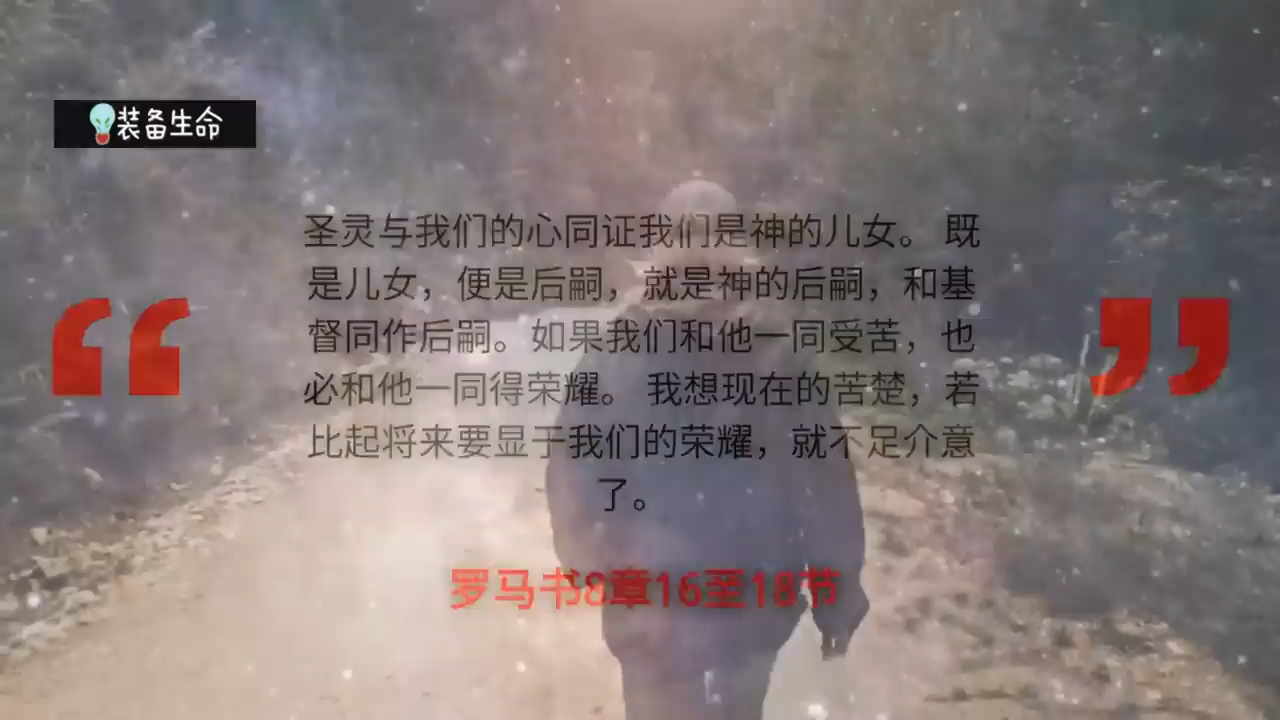 装备生命
圣灵与我们的心同证我们是神的儿女。 既
是儿女，便是后嗣，就是神的后嗣，和基
督同作后嗣。如果我们和他一同受苦，也
必和他一同得荣耀。 我想现在的苦楚，若
比起将来要显于我们的荣耀，就不足介意
了。
罗马书8章16至18节